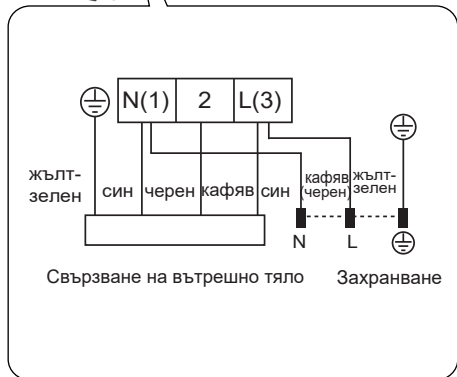 N(1) 2 L(3)
жълт-
зелен
син
черен
кафяв
син
кафяв
(черен)
жълт-
зелен
N
L
Свързване на вътрешно тяло
Захранване